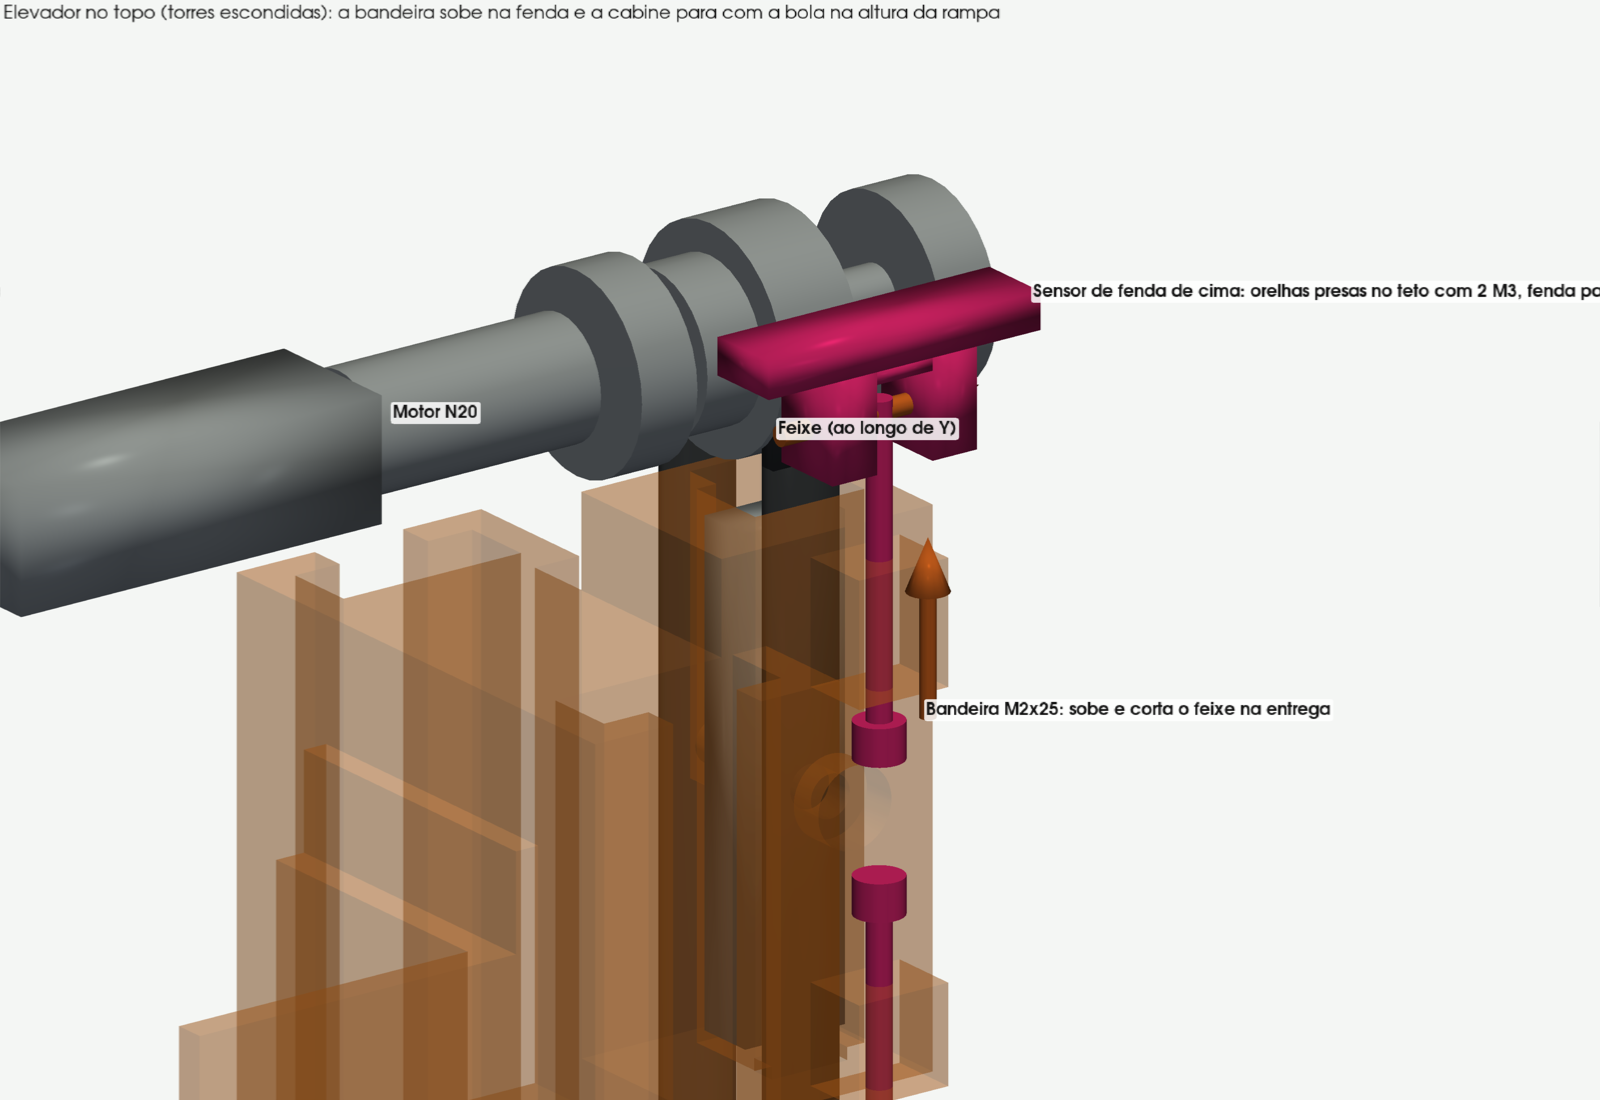 Elevador no topo (torres escondidas): a bandeira sobe na fenda e a cabine para com a bola na altura da rampa
Sensor de fenda de cima: orelhas presas no teto com 2 M3, fenda
Motor N20
Feixe (ao longo de Y)
Bandeira M2x25: sobe e corta o feixe na entrega